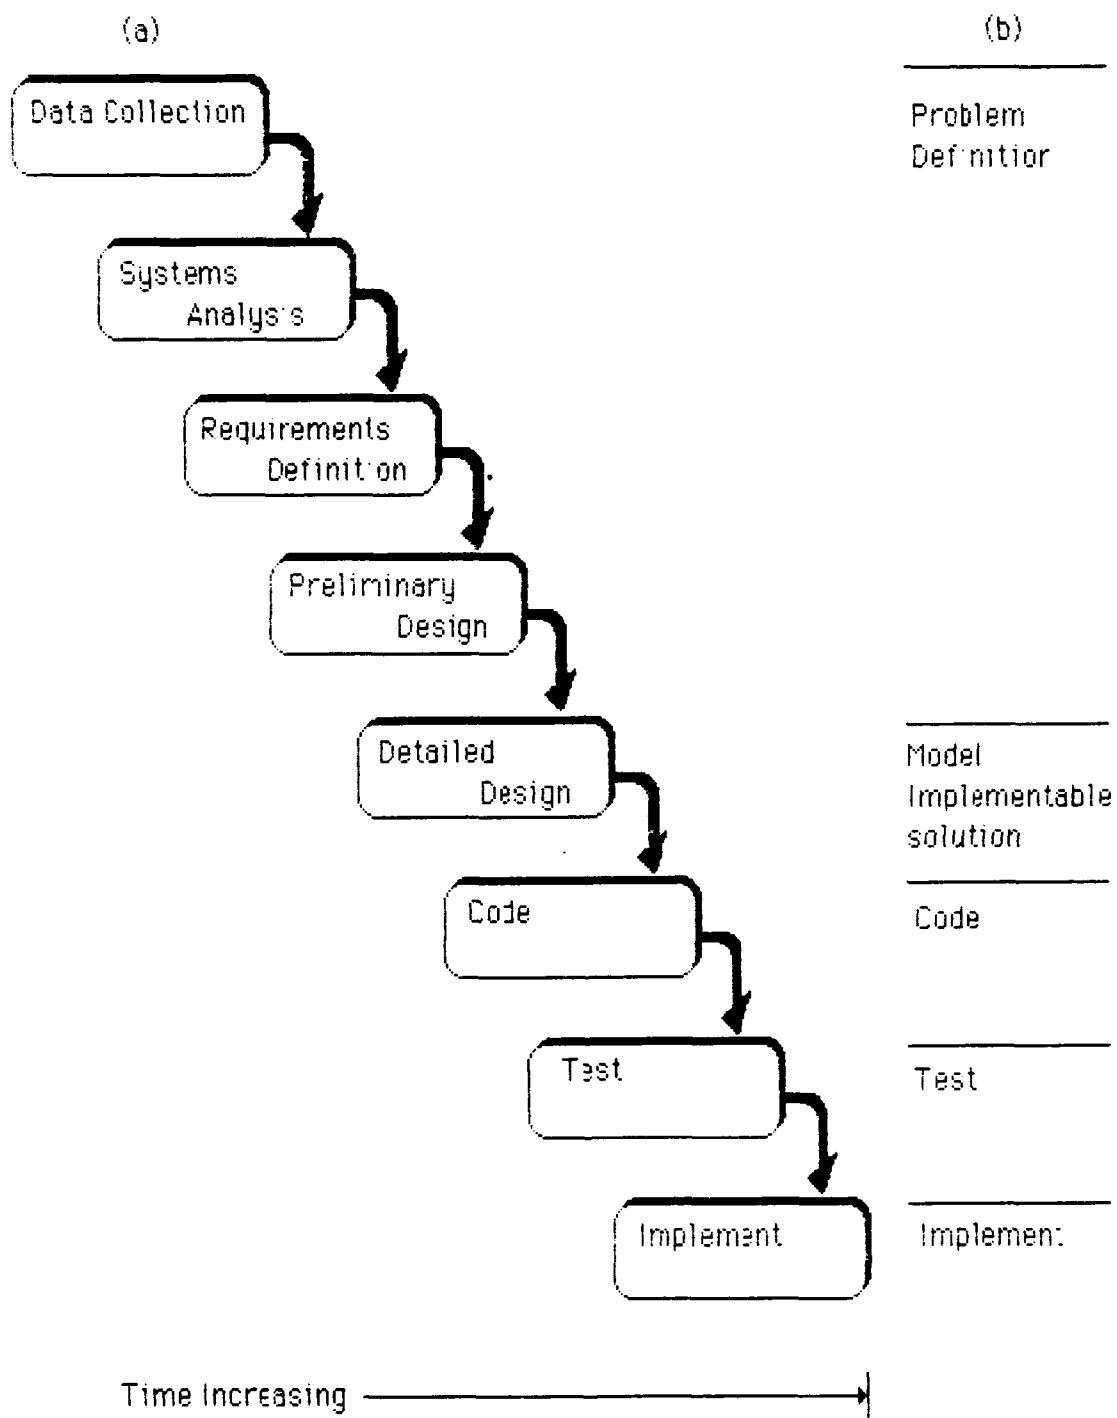 (a)
(b)
Data Collection
Problem
Definition
Systems
Analysis
Requirements
Definition
Preliminary
Design
Detailed
Design
Model
Implementable
solution
Code
Code
Test
Test
Implement
Implement
Time Increasing